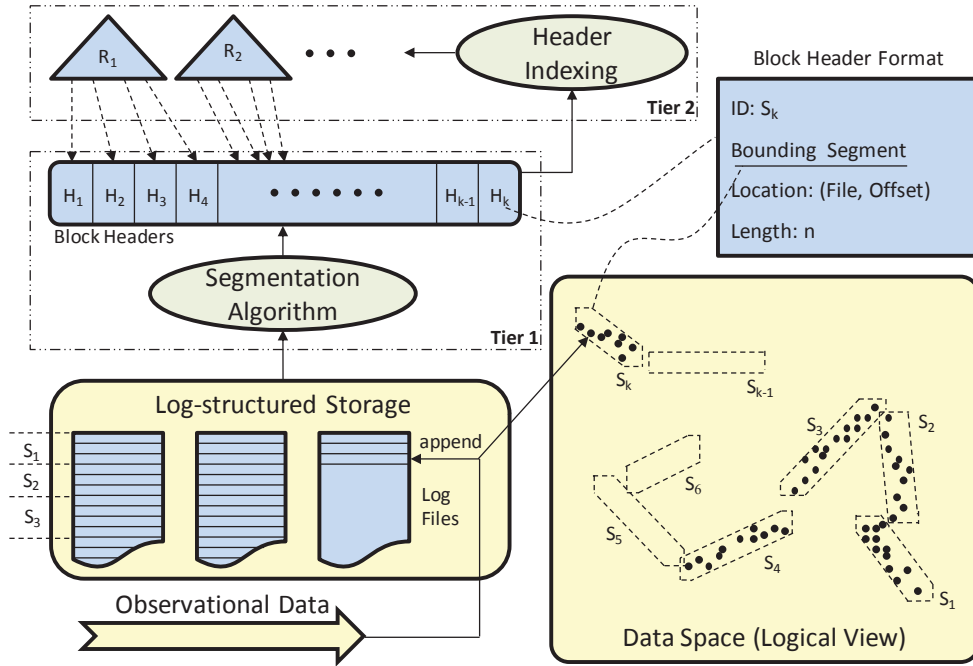 R1
R2
Header
Indexing
Tier 2
Block Header Format
ID: Sk
Bounding Segment
Location: (File, Offset)
Length: n
H1
H2
H3
H4
Hk-1
Hk
Block Headers
Segmentation
Algorithm
Tier 1
Log-structured Storage
S1
S2
S3
append
Log
Files
Observational Data
Sk
Sk-1
S3
S2
S6
S5
S4
S1
Data Space (Logical View)